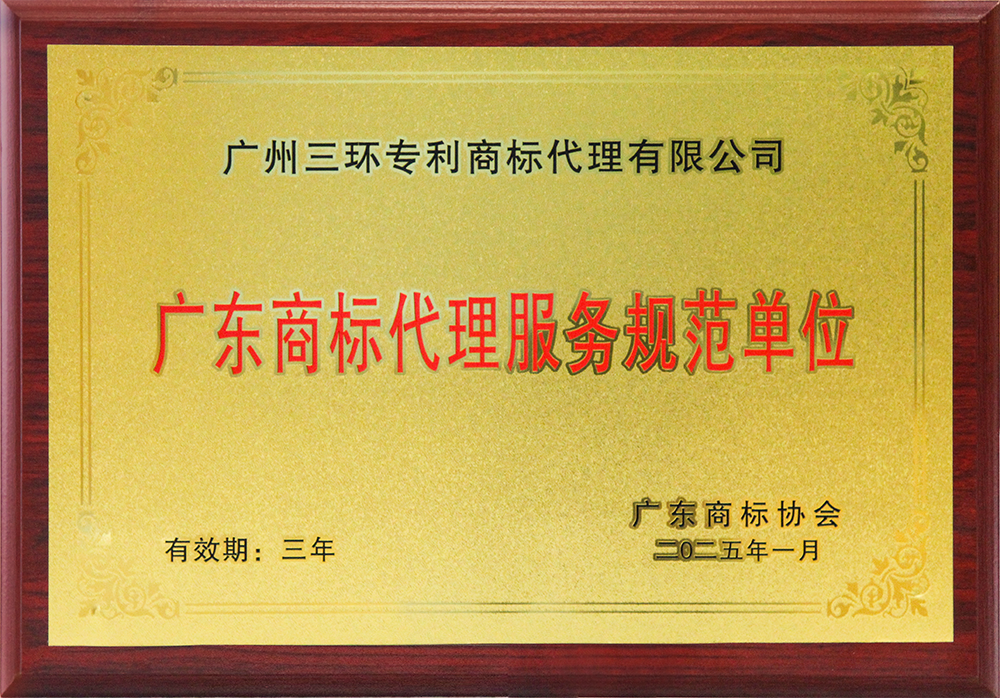 广州三环专利商标代理有限公司
广东商标代理服务规范单位
广东商标协会
有效期：三年
二0二五年一月